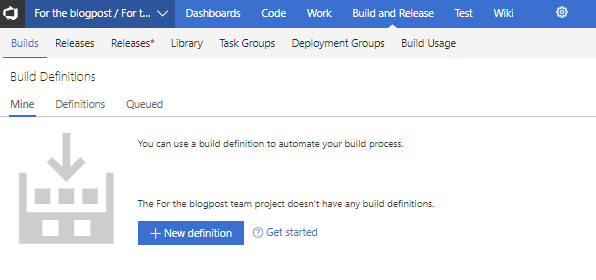 For the blogpost / For t... Dashboards Code Work Build and Release Test Wiki
Builds Releases Releases* Library Task Groups Deployment Groups Build Usage
Build Definitions
Mine Definitions Queued
You can use a build definition to automate your build process.
The For the blogpost team project doesn't have any build definitions.
+ New definition Get started